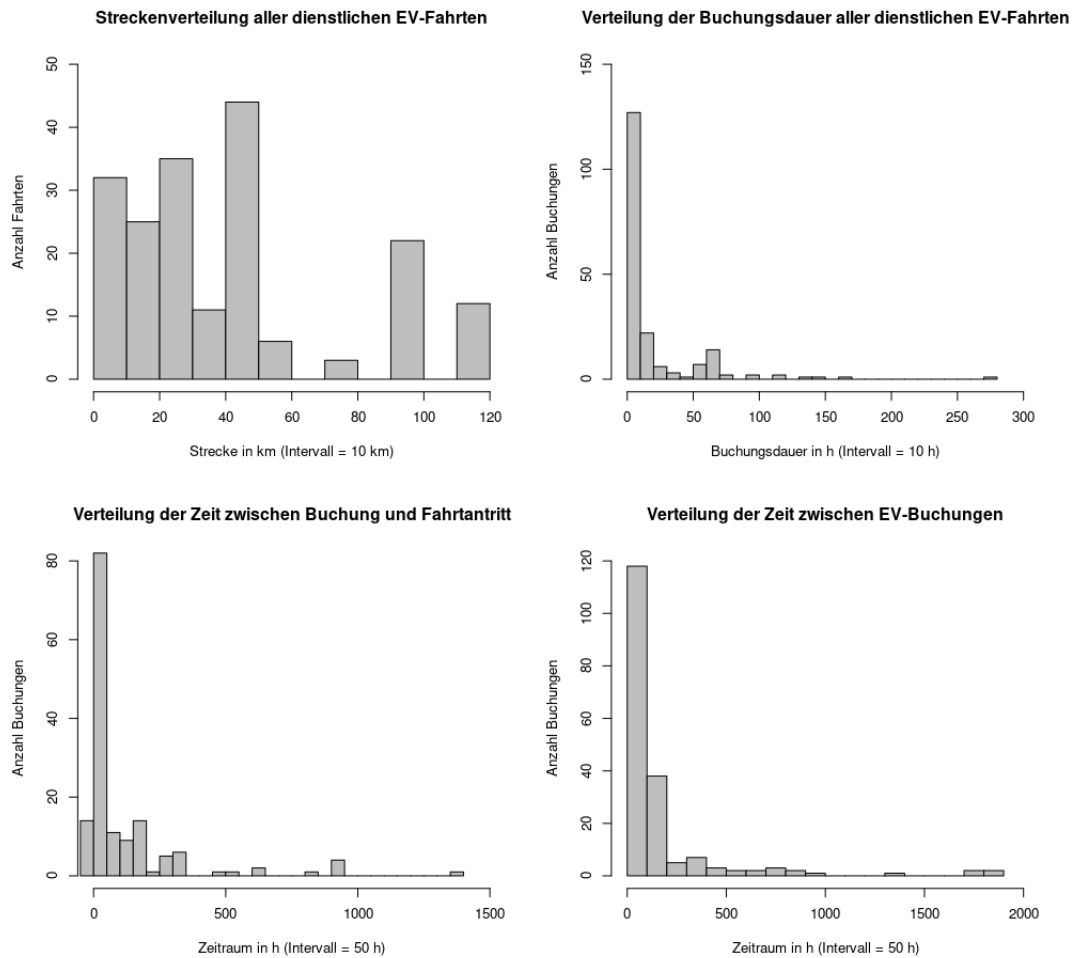 Streckenverteilung aller dienstlichen EV-Fahrten
Anzahl Fahrten
50
40
30
20
10
0
0 20 40 60 80 100 120
Strecke in km (Intervall = 10 km)
Verteilung der Buchungsdauer aller dienstlichen EV-Fahrten
Anzahl Buchungen
150
100
50
0
0 50 100 150 200 250 300
Buchungsdauer in h (Intervall = 10 h)
Verteilung der Zeit zwischen Buchung und Fahrtantritt
Anzahl Buchungen
80
60
40
20
0
0 500 1000 1500
Zeitraum in h (Intervall = 50 h)
Verteilung der Zeit zwischen EV-Buchungen
Anzahl Buchungen
120
100
80
60
40
20
0
0 500 1000 1500 2000
Zeitraum in h (Intervall = 50 h)